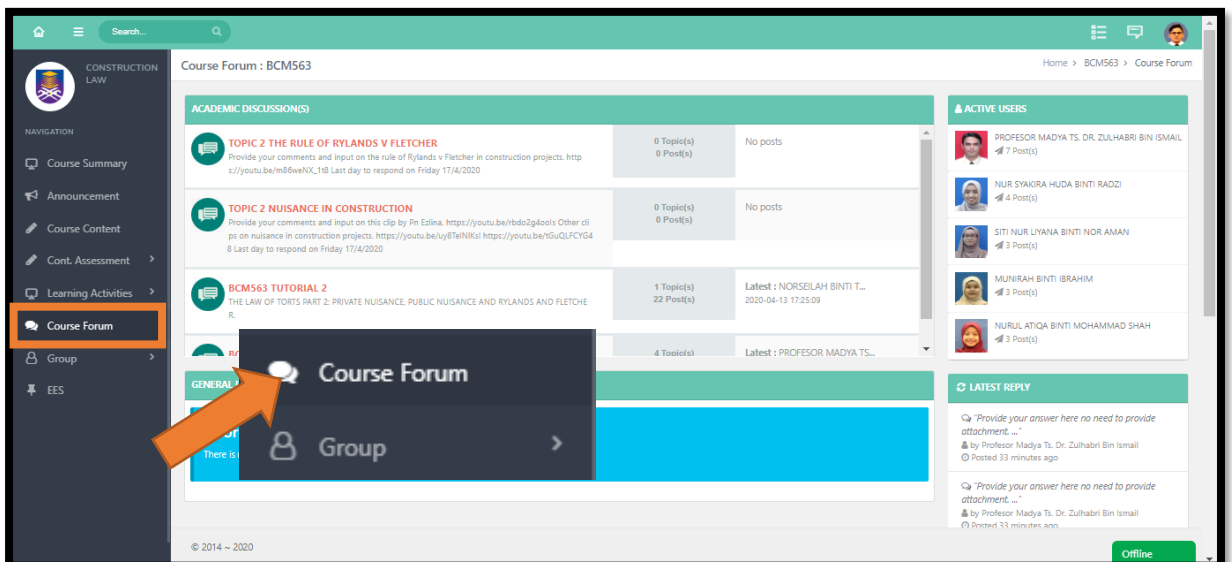 Search...
CONSTRUCTION
LAW
NAVIGATION
Course Summary
Announcement
Course Content
Cont. Assessment
Learning Activities
Course Forum
Group
EES
Course Forum : BCM563
Home > BCM563 > Course Forum
ACADEMIC DISCUSSION(S)
TOPIC 2 THE RULE OF RYLANDS V FLETCHER
Provide your comments and input on the rule of Rylands v Fletcher in construction projects. http
s://youtu.be/m86weNX_1t8 Last day to respond on Friday 17/4/2020
0 Topic(s)
0 Post(s)
No posts
TOPIC 2 NUISANCE IN CONSTRUCTION
Provide your comments and input on this clip by Pn Ezlina. https://youtu.be/rbdo2g4ools Other cli
ps on nuisance in construction projects. https://youtu.be/uy8TelNIKsI https://youtu.be/tGuQLFCYG4
8 Last day to respond on Friday 17/4/2020
0 Topic(s)
0 Post(s)
No posts
BCM563 TUTORIAL 2
THE LAW OF TORTS PART 2: PRIVATE NUISANCE, PUBLIC NUISANCE AND RYLANDS AND FLETCHE
R.
1 Topic(s)
22 Post(s)
Latest : NORSEILAH BINTI T...
2020-04-13 17:25:09
4 Topic(s)
Latest : PROFESOR MADYA TS...
GENERAL
There is
Course Forum
Group
ACTIVE USERS
PROFESOR MADYA TS. DR. ZULHABRI BIN ISMAIL
7 Post(s)
NUR SYAKIRA HUDA BINTI RADZI
4 Post(s)
SITI NUR LIYANA BINTI NOR AMAN
3 Post(s)
MUNIRAH BINTI IBRAHIM
3 Post(s)
NURUL ATIQA BINTI MOHAMMAD SHAH
3 Post(s)
LATEST REPLY
"Provide your answer here no need to provide
attachment. ..."
by Profesor Madya Ts. Dr. Zulhabri Bin Ismail
Posted 33 minutes ago
"Provide your answer here no need to provide
attachment. ..."
by Profesor Madya Ts. Dr. Zulhabri Bin Ismail
Posted 33 minutes ago
© 2014 ~ 2020
Offline